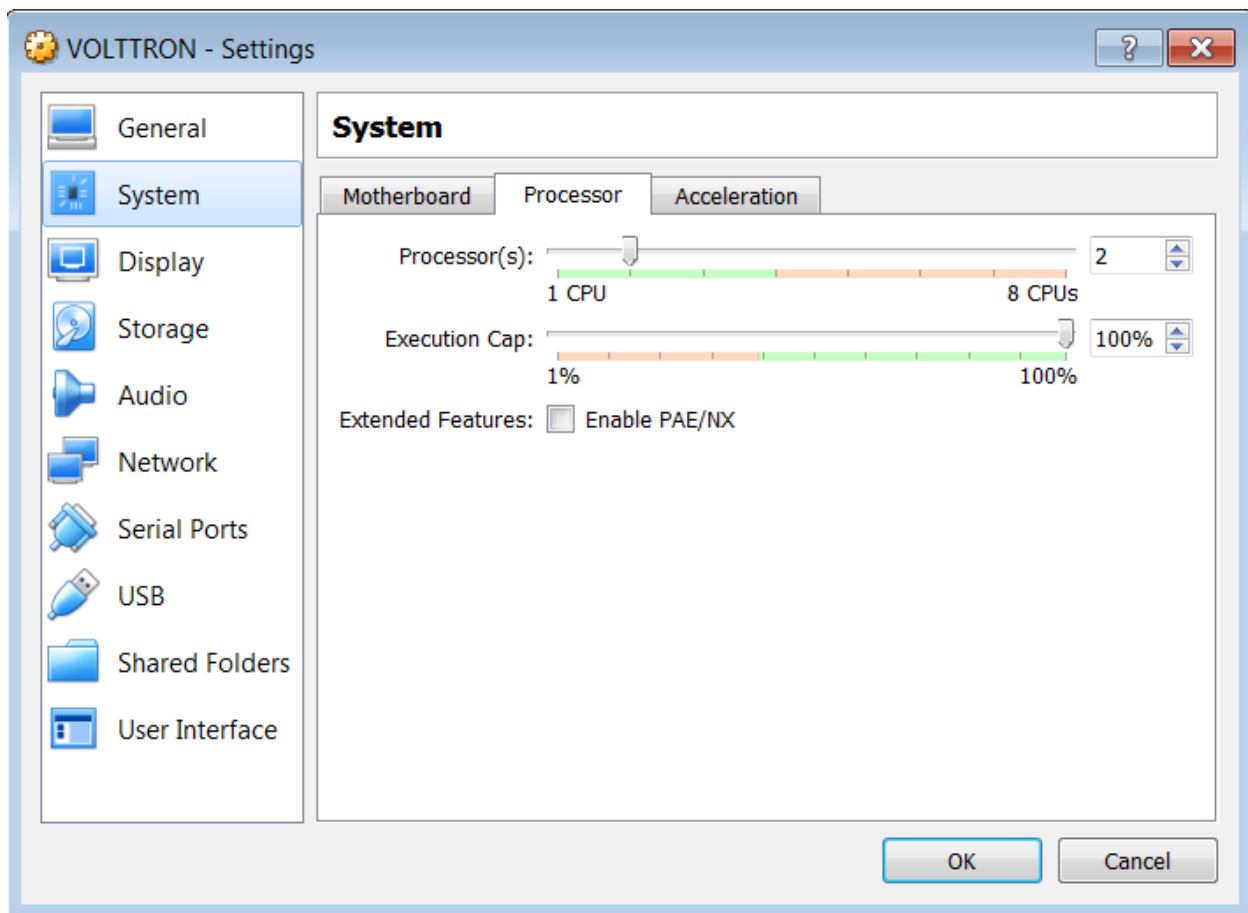 VOLTTRON - Settings
?
General
System
Display
Storage
Audio
Network
Serial Ports
USB
Shared Folders
User Interface
System
Motherboard Processor Acceleration
Processor(s): 2
1 CPU 8 CPUs
Execution Cap: 100%
1% 100%
Extended Features: Enable PAE/NX
OK Cancel